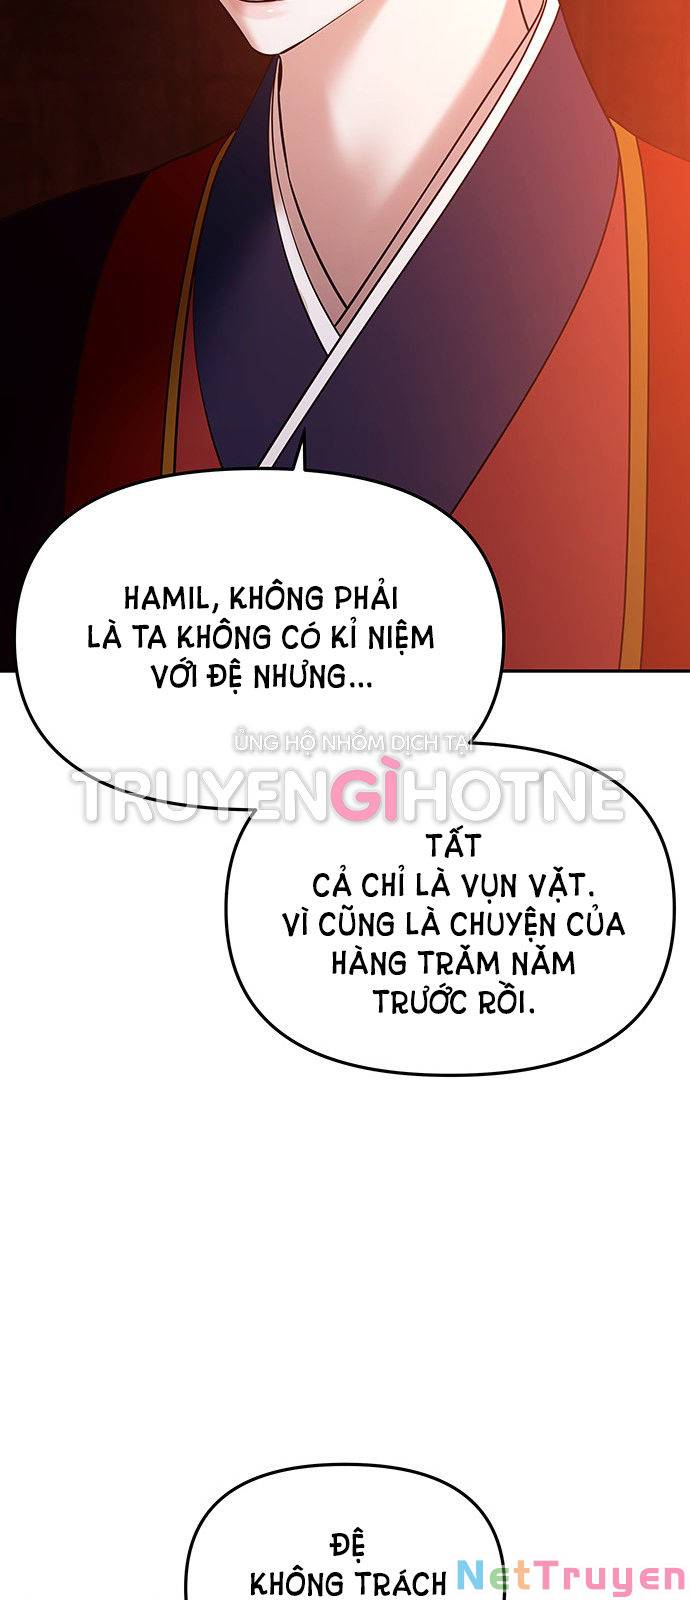 HAMIL, KHÔNG PHẢI
LÀ TA KHÔNG CÓ KỈ NIỆM
VỚI ĐỆ NHƯNG...
ỦNG HỘ NHÓM DỊCH TẠI
TRUYENGIHOTNE
TẤT
CẢ CHỈ LÀ VỤN VẶT.
VÌ CŨNG LÀ CHUYỆN CỦA
HÀNG TRĂM NĂM
TRƯỚC RỒI.
ĐỆ
KHÔNG TRÁCH
NetTruyen